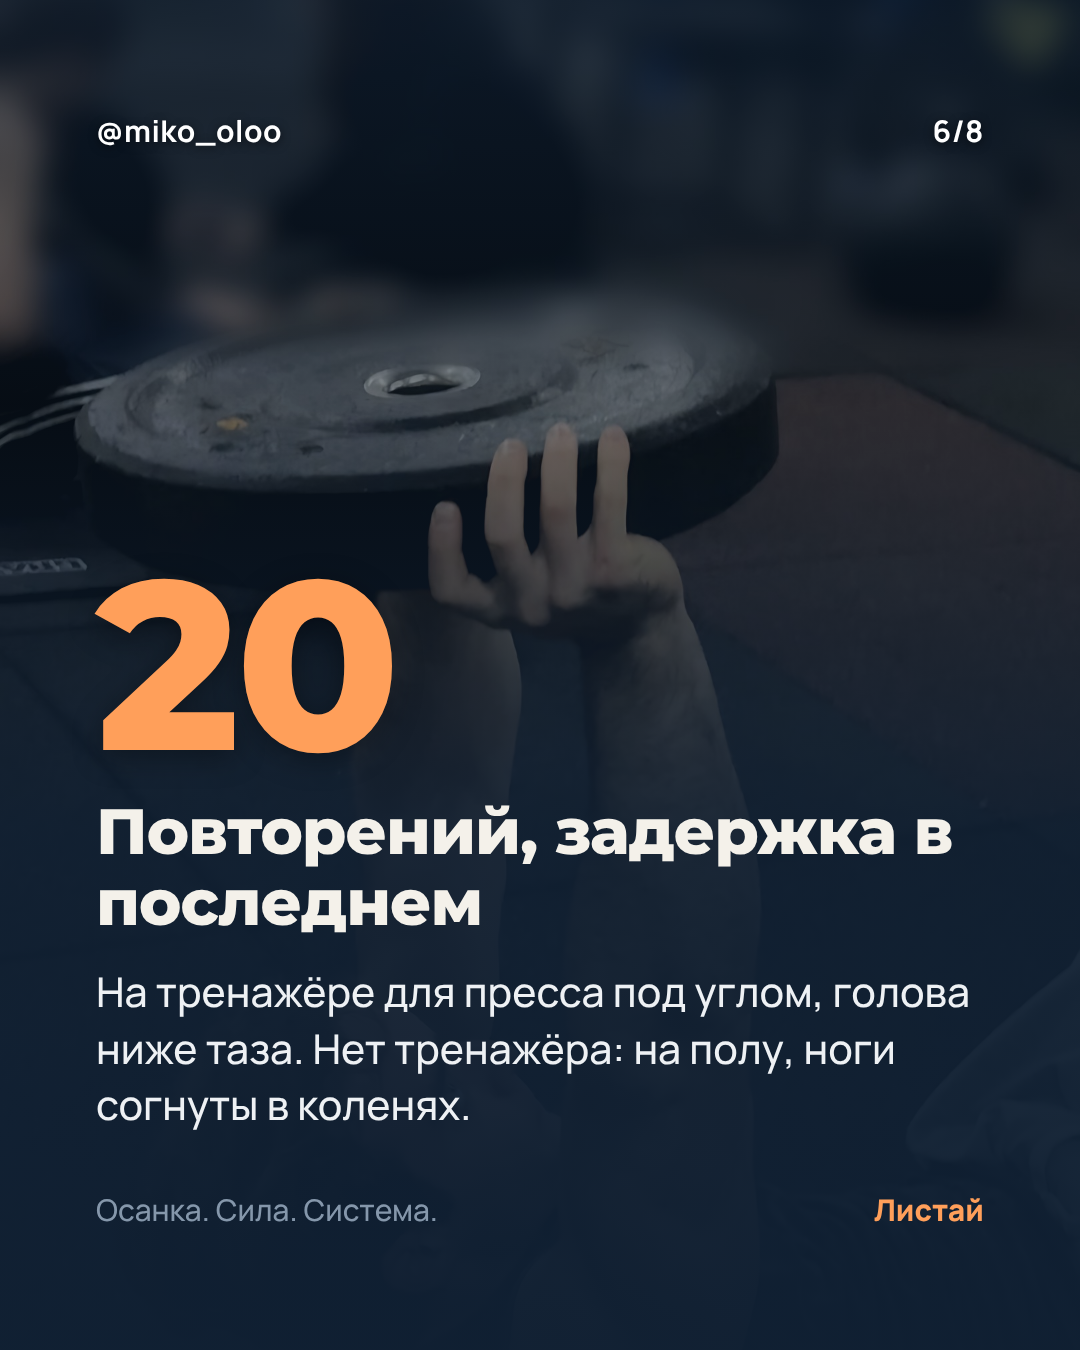 @miko_oloo
6/8
20
Повторений, задержка в
последнем
На тренажёре для пресса под углом, голова
ниже таза. Нет тренажёра: на полу, ноги
согнуты в коленях.
Осанка. Сила. Система.
Листай